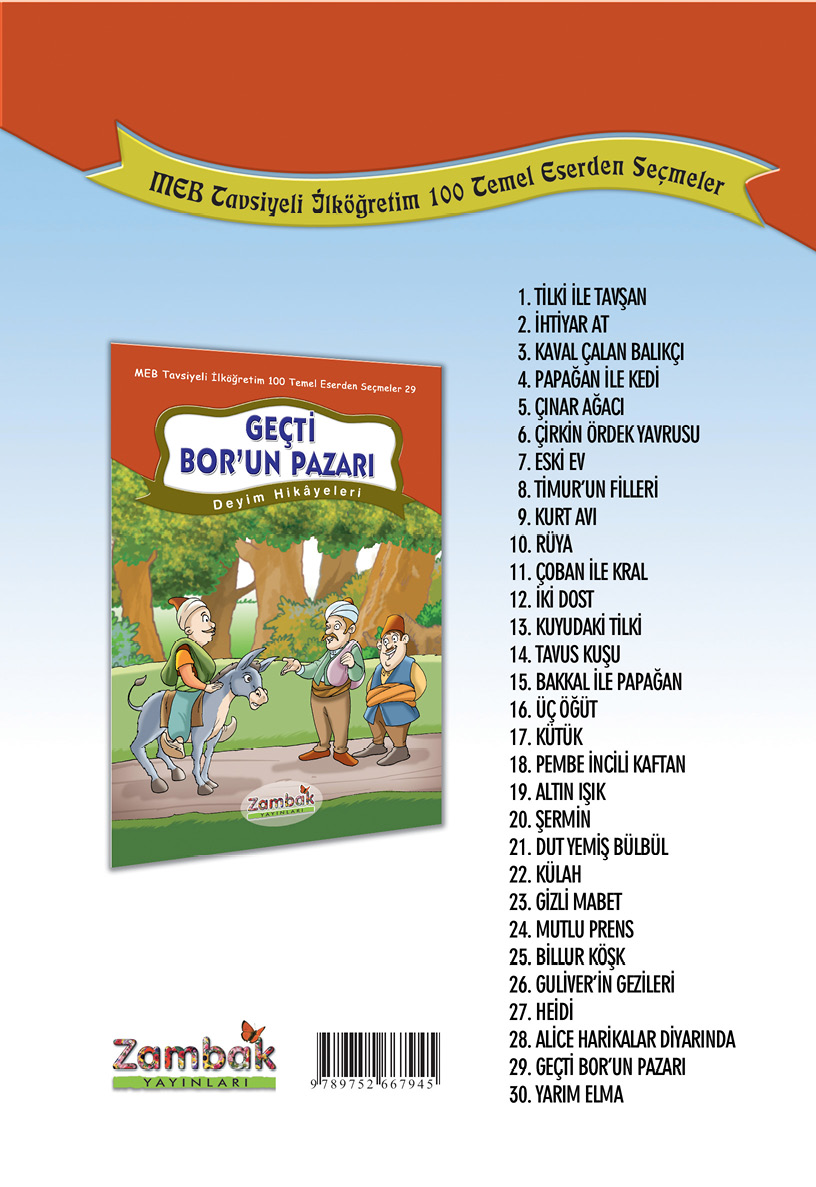 MEB Tavsiyeli İlköğretim 100 Temel Eserden Seçmeler
MEB Tavsiyeli İlköğretim 100 Temel Eserden Seçmeler 29
GEÇTİ
BOR'UN PAZARI
Deyim Hikâyeleri
Zambak
YAYINLARI
1. TİLKİ İLE TAVŞAN
2. İHTİYAR AT
3. KAVAL ÇALAN BALIKÇI
4. PAPAĞAN İLE KEDİ
5. ÇINAR AĞACI
6. ÇİRKİN ÖRDEK YAVRUSU
7. ESKİ EV
8. TİMUR'UN FİLLERİ
9. KURT AVI
10. RÜYA
11. ÇOBAN İLE KRAL
12. İKİ DOST
13. KUYUDAKİ TİLKİ
14. TAVUS KUŞU
15. BAKKAL İLE PAPAĞAN
16. ÜÇ ÖĞÜT
17. KÜTÜK
18. PEMBE İNCİLİ KAFTAN
19. ALTIN IŞIK
20. ŞERMİN
21. DUT YEMİŞ BÜLBÜL
22. KÜLAH
23. GİZLİ MABET
24. MUTLU PRENS
25. BİLLUR KÖŞK
26. GULİVER'İN GEZİLERİ
27. HEİDİ
28. ALİCE HARİKALAR DİYARINDA
29. GEÇTİ BOR'UN PAZARI
30. YARIM ELMA
Zambak
YAYINLARI
9 789752 667945